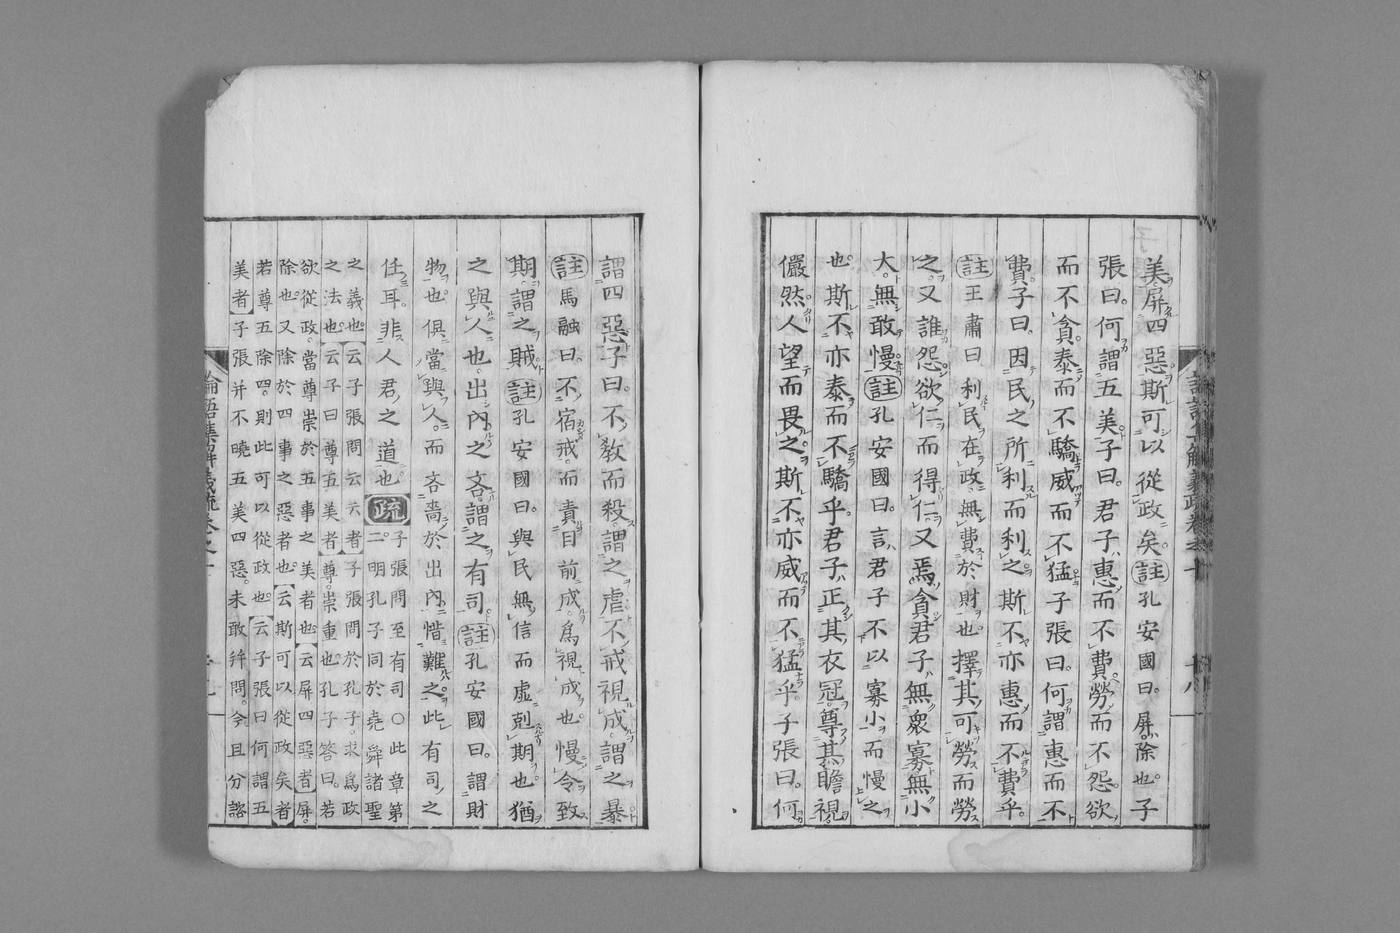 美屏四惡斯可以從政矣註孔安國曰屏除也子
張曰何謂五美子曰君子惠而不費勞而不怨欲
而不貪泰而不驕威而不猛子張曰何謂惠而不
費子曰因民之所利而利之斯不亦惠而不費乎
註王肅曰利民在政無費於財也擇其可勞而勞
之又誰怨欲仁而得仁又焉貪君子無衆寡無小
大無敢慢註孔安國曰言君子不以寡小而慢之
也斯不亦泰而不驕乎君子正其衣冠尊其瞻視
儼然人望而畏之斯不亦威而不猛乎子張曰何
謂四惡子曰不敎而殺謂之虐不戒視成謂之暴
註馬融曰不宿戒而責目前成爲視成也慢令致
期謂之賊註孔安國曰與民無信而虛剋期也猶
之與人也出內之吝謂之有司註孔安國曰謂財
物也俱當與人而吝嗇於出內惜難之此有司之
任耳非人君之道也疏子張問至有司○此章第
二明孔子同於堯舜諸聖
之義也云子張問云云者子張問於孔子求爲政
之法也云子曰尊五美者尊崇重也孔子答曰若
欲從政當尊崇於五事之美者也云屏四惡者屏
除也又除於四事之惡者也云斯可以從政矣者
若尊五除四則此可以從政也云子張曰何謂五
美者子張并不曉五美四惡未敢并問今且分諮
論語集解義疏卷之十